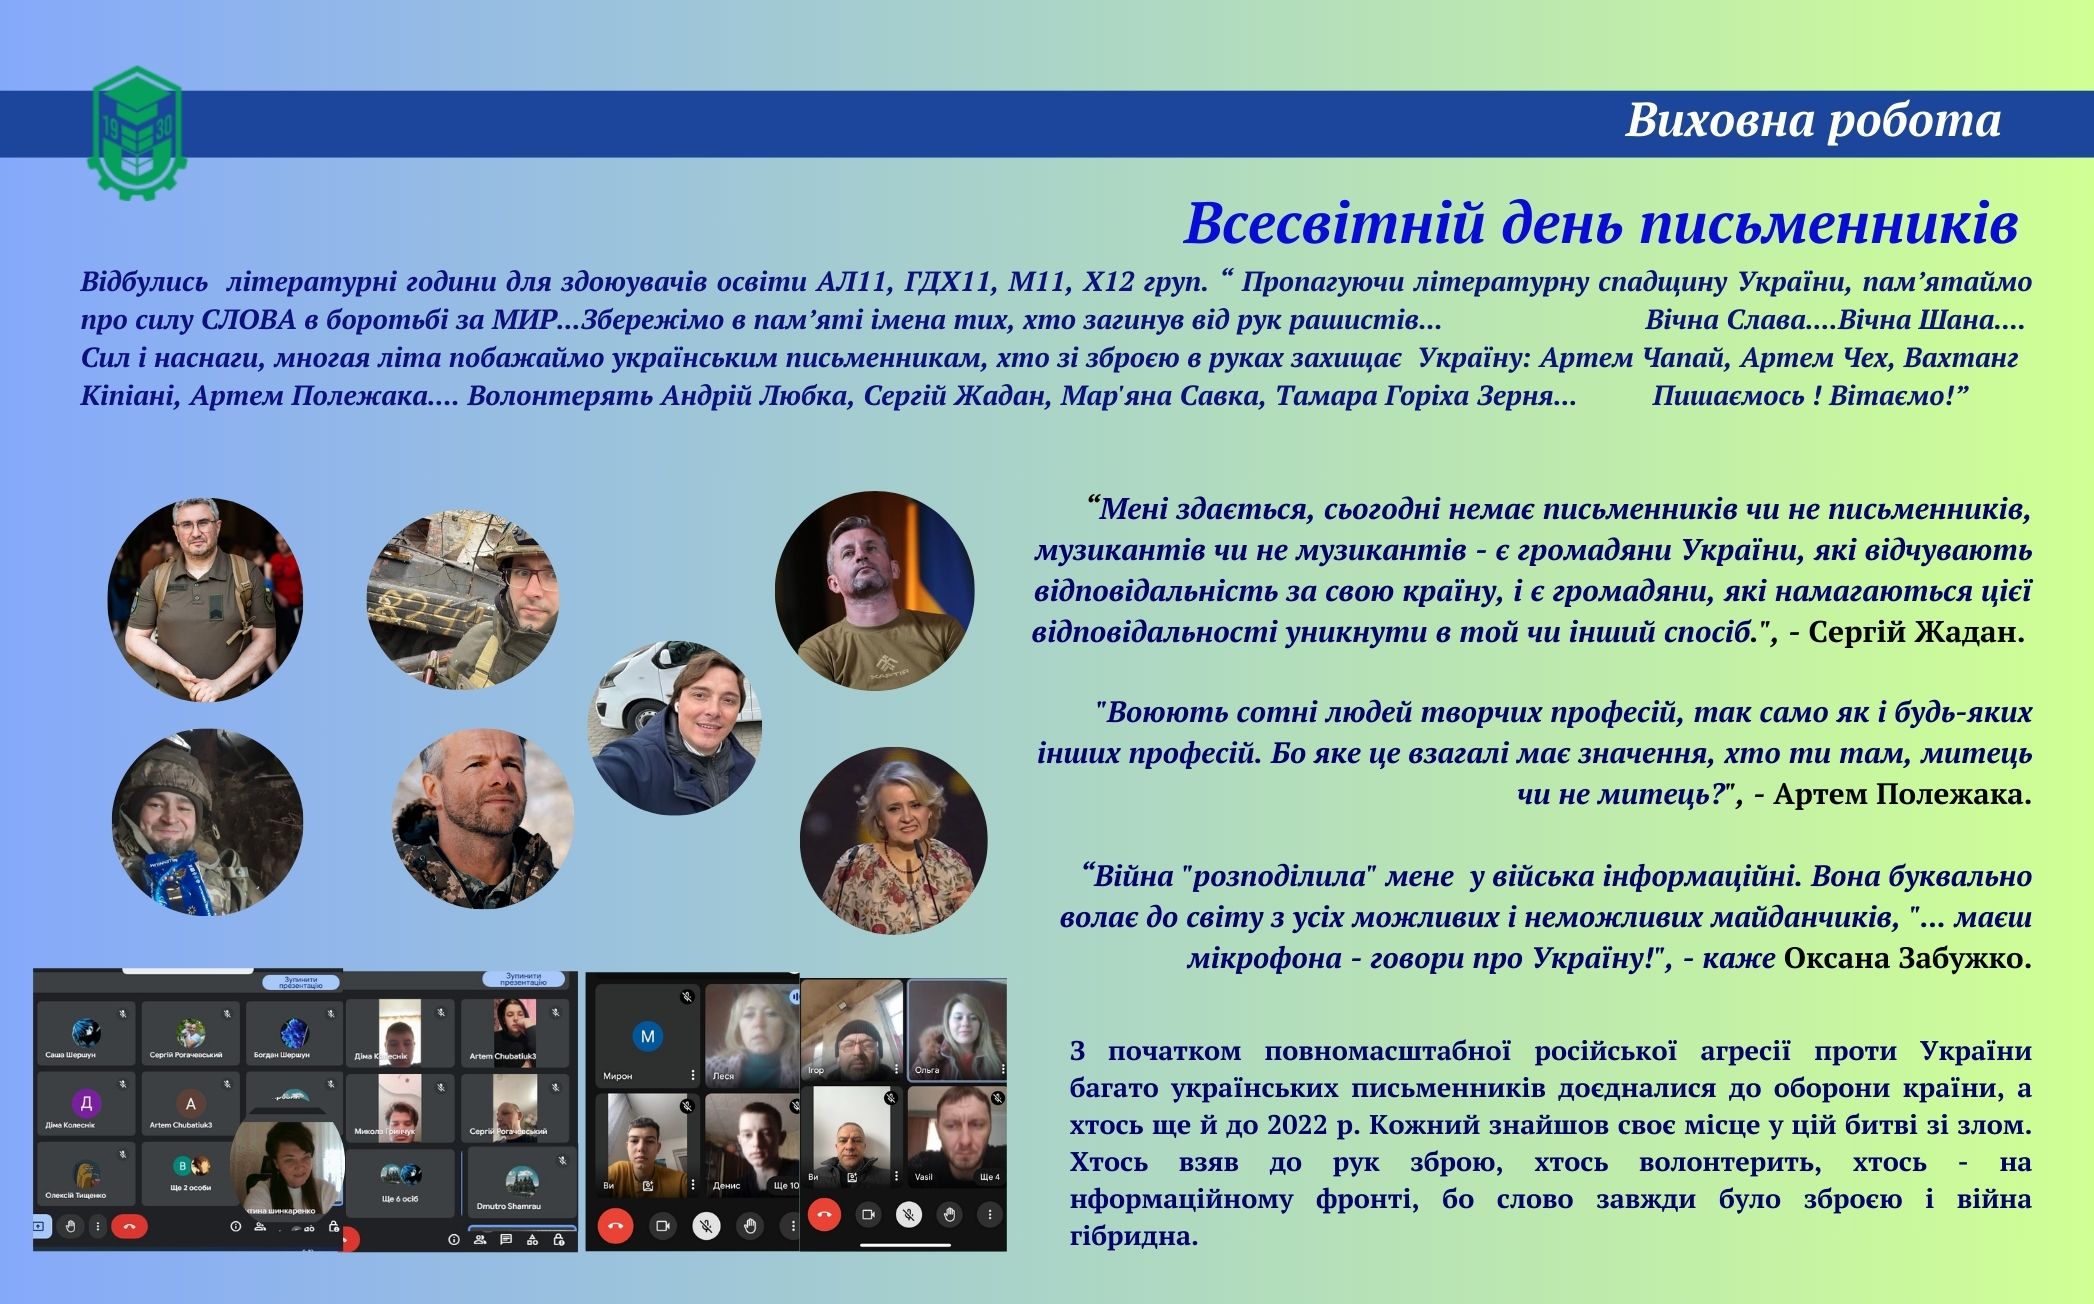 19 30
Виховна робота
Всесвітній день письменників
Відбулись літературні години для здоюувачів освіти АЛ11, ГДХ11, М11, Х12 груп. “ Пропагуючи літературну спадщину України, пам’ятаймо
про силу СЛОВА в боротьбі за МИР...Збережімо в пам’яті імена тих, хто загинув від рук рашистів... Вічна Слава....Вічна Шана....
Сил і наснаги, многая літа побажаймо українським письменникам, хто зі зброєю в руках захищає Україну: Артем Чапай, Артем Чех, Вахтанг
Кіпіані, Артем Полежака.... Волонтерять Андрій Любка, Сергій Жадан, Мар'яна Савка, Тамара Горіха Зерня... Пишаємось ! Вітаємо!”
“Мені здається, сьогодні немає письменників чи не письменників,
музикантів чи не музикантів - є громадяни України, які відчувають
відповідальність за свою країну, і є громадяни, які намагаються цієї
відповідальності уникнути в той чи інший спосіб.", - Сергій Жадан.
"Воюють сотні людей творчих професій, так само як і будь-яких
інших професій. Бо яке це взагалі має значення, хто ти там, митець
чи не митець?", - Артем Полежака.
“Війна "розподілила" мене у війська інформаційні. Вона буквально
волає до світу з усіх можливих і неможливих майданчиків, "... маєш
мікрофона - говори про Україну!", - каже Оксана Забужко.
З початком повномасштабної російської агресії проти України
багато українських письменників доєдналися до оборони країни, а
хтось ще й до 2022 р. Кожний знайшов своє місце у цій битві зі злом.
Хтось взяв до рук зброю, хтось волонтерить, хтось - на
нформаційному фронті, бо слово завжди було зброєю і війна
гібридна.
KARTIA
Зупинити
презентацію
Саша Шершун
Сергій Рогачевський
Богдан Шершун
Д
Діма Колеснік
A
Artem Chubatiuk3
Олексій Тищенко
В
Ще 2 особи
тина шинкаренко
Зупинити
презентацію
Діма Колеснік
Artem Chubatiuk3
Микола Гринчук
Сергій Рогачевський
Ще 6 осіб
Dmutro Shamrau
М
Мирон
Леся
Ви
Денис
Ще 10
Ігор
Ольга
Ви
Vasil
Ще 4